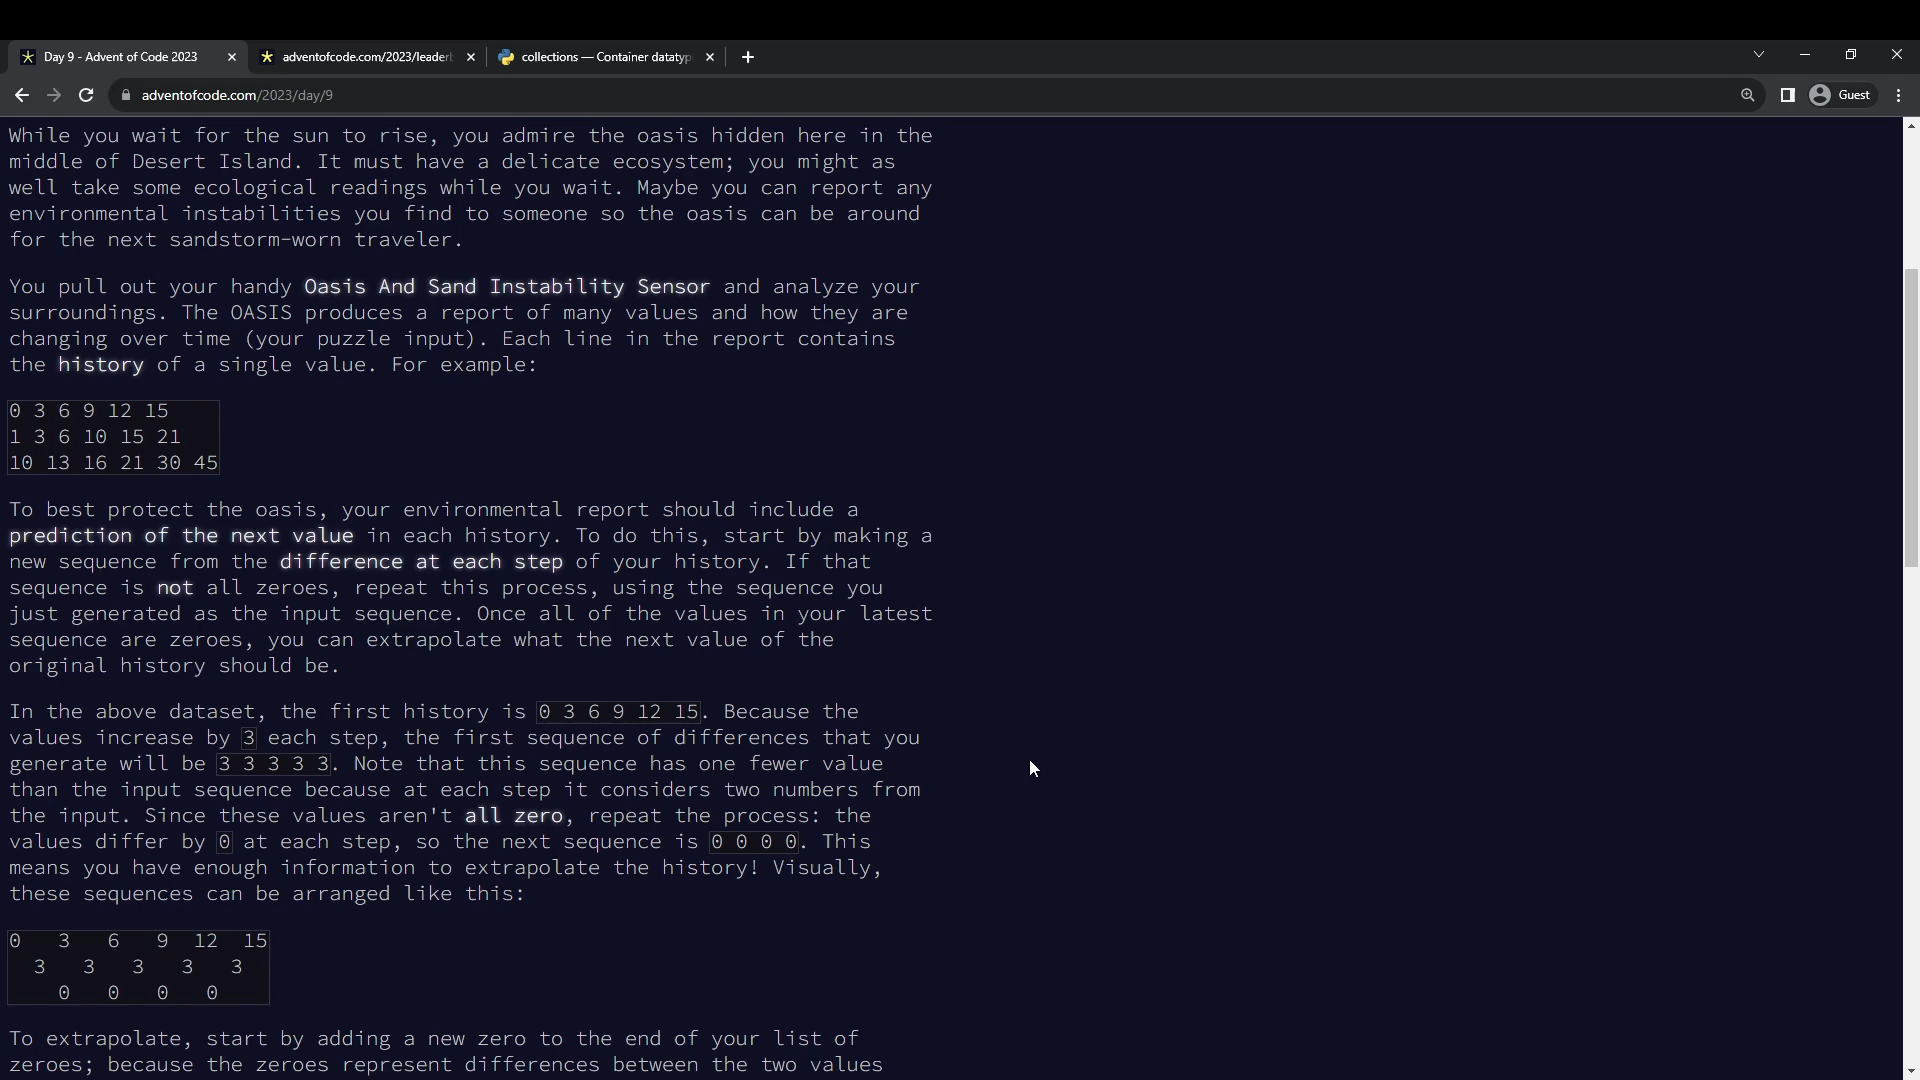 Day 9 - Advent of Code 2023
adventofcode.com/2023/leader
collections — Container datatyp
adventofcode.com/2023/day/9
Guest
While you wait for the sun to rise, you admire the oasis hidden here in the
middle of Desert Island. It must have a delicate ecosystem; you might as
well take some ecological readings while you wait. Maybe you can report any
environmental instabilities you find to someone so the oasis can be around
for the next sandstorm-worn traveler.
You pull out your handy Oasis And Sand Instability Sensor and analyze your
surroundings. The OASIS produces a report of many values and how they are
changing over time (your puzzle input). Each line in the report contains
the history of a single value. For example:
0 3 6 9 12 15
1 3 6 10 15 21
10 13 16 21 30 45
To best protect the oasis, your environmental report should include a
prediction of the next value in each history. To do this, start by making a
new sequence from the difference at each step of your history. If that
sequence is not all zeroes, repeat this process, using the sequence you
just generated as the input sequence. Once all of the values in your latest
sequence are zeroes, you can extrapolate what the next value of the
original history should be.
In the above dataset, the first history is 0 3 6 9 12 15. Because the
values increase by 3 each step, the first sequence of differences that you
generate will be 3 3 3 3 3. Note that this sequence has one fewer value
than the input sequence because at each step it considers two numbers from
the input. Since these values aren't all zero, repeat the process: the
values differ by 0 at each step, so the next sequence is 0 0 0 0. This
means you have enough information to extrapolate the history! Visually,
these sequences can be arranged like this:
0 3 6 9 12 15
3 3 3 3 3
0 0 0 0
To extrapolate, start by adding a new zero to the end of your list of
zeroes; because the zeroes represent differences between the two values